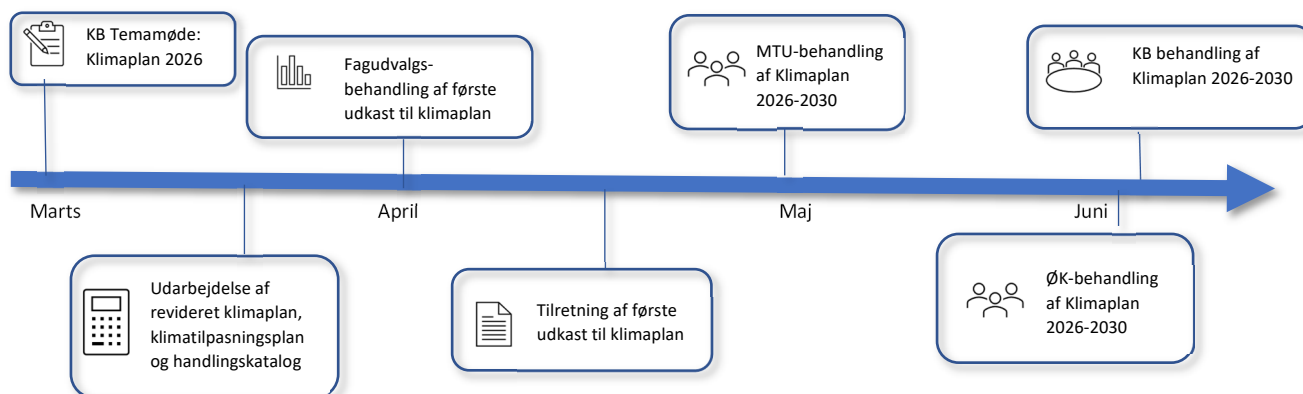 KB Temamøde:
Klimaplan 2026
Fagudvalgs-
behandling af første
udkast til klimaplan
MTU-behandling
af Klimaplan
2026-2030
KB behandling af
Klimaplan 2026-2030
Marts
April
Maj
Juni
Udarbejdelse af
revideret klimaplan,
klimatilpasningsplan
og handlingskatalog
Tilretning af første
udkast til klimaplan
ØK-behandling
af Klimaplan
2026-2030